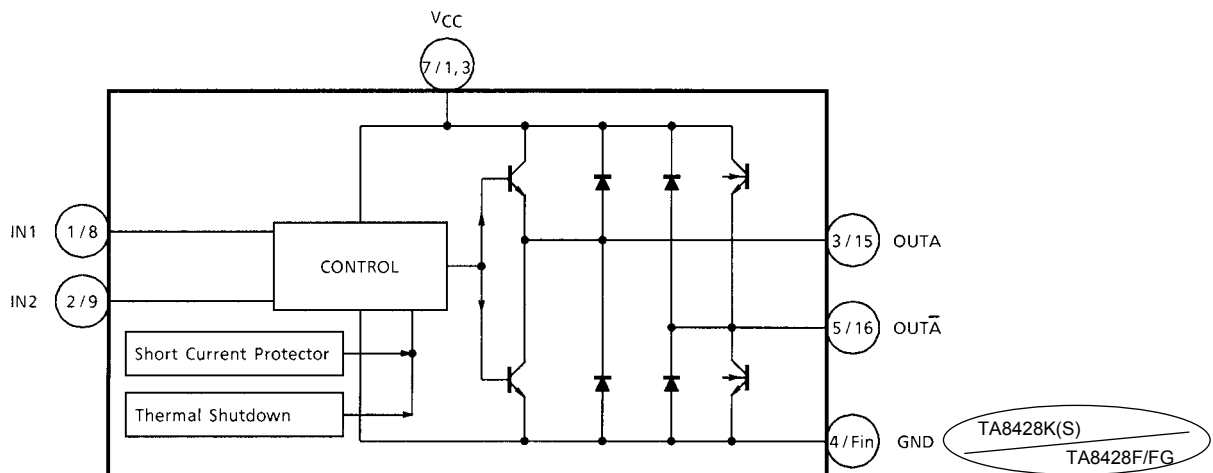 VCC
7/1, 3
IN1 1/8
CONTROL
3/15 OUTA
IN2 2/9
5/16 OUTA̅
Short Current Protector
Thermal Shutdown
4/Fin GND
TA8428K(S)
TA8428F/FG